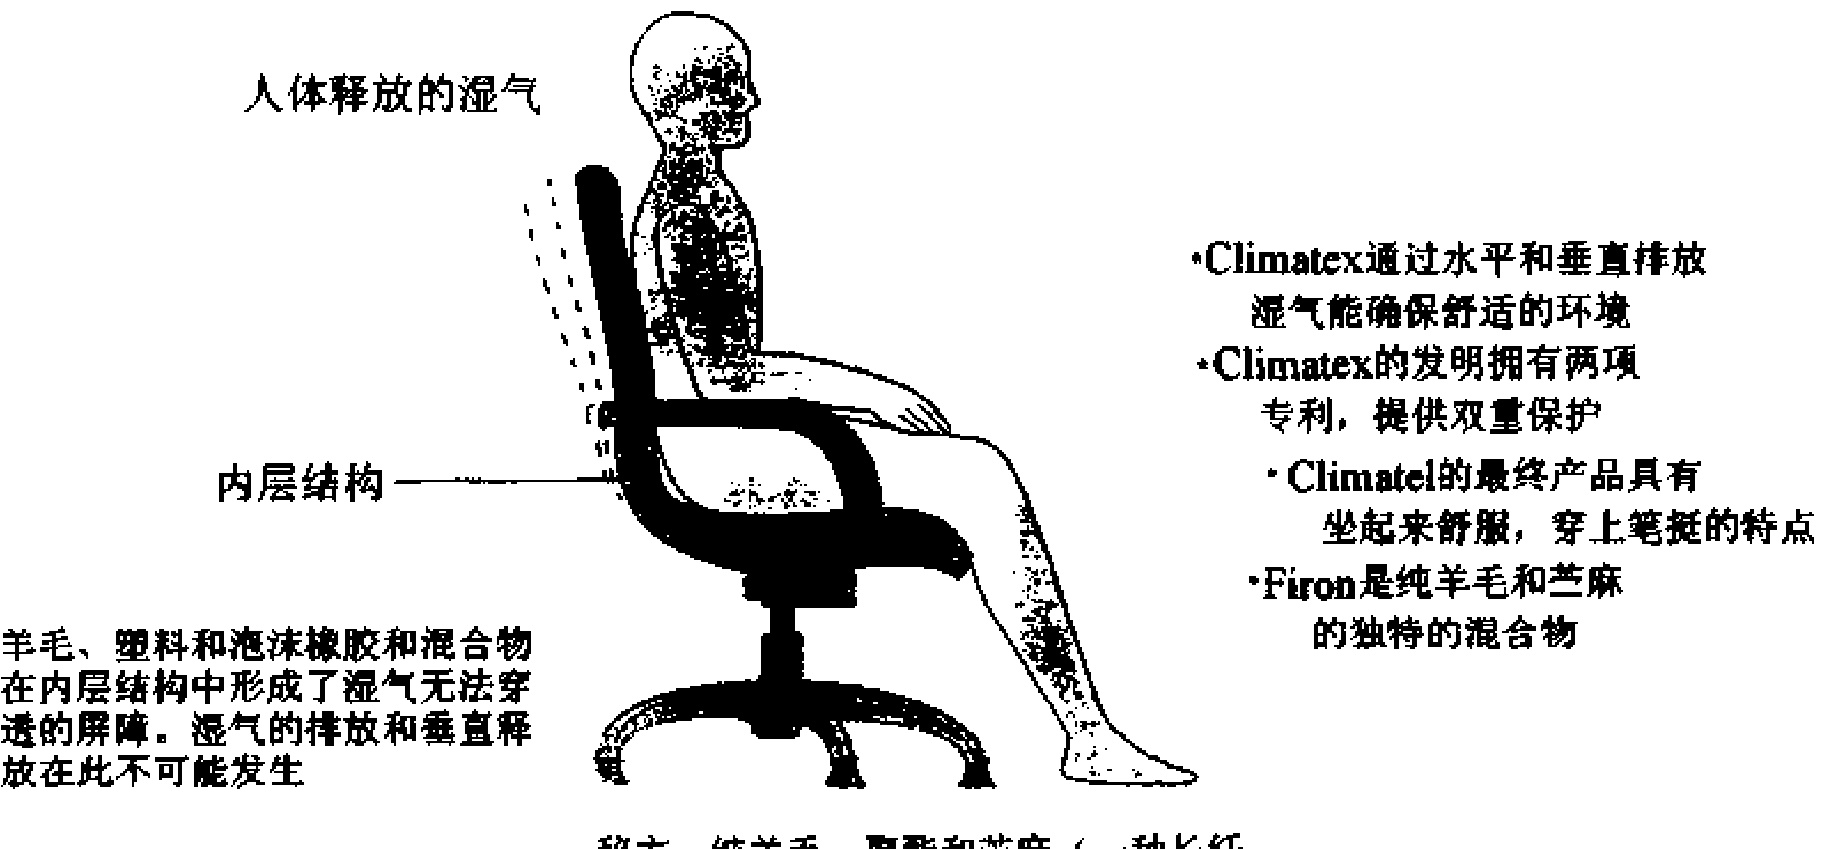 人体释放的湿气
·Climatex通过水平和垂直排放
湿气能确保舒适的环境
·Climatex的发明拥有两项
专利，提供双重保护
内层结构
·Climatel的最终产品具有
坐起来舒服，穿上笔挺的特点
·Firon是纯羊毛和苎麻
的独特的混合物
羊毛、塑料和泡沫橡胶和混合物
在内层结构中形成了湿气无法穿
透的屏障。湿气的排放和垂直释
放在此不可能发生